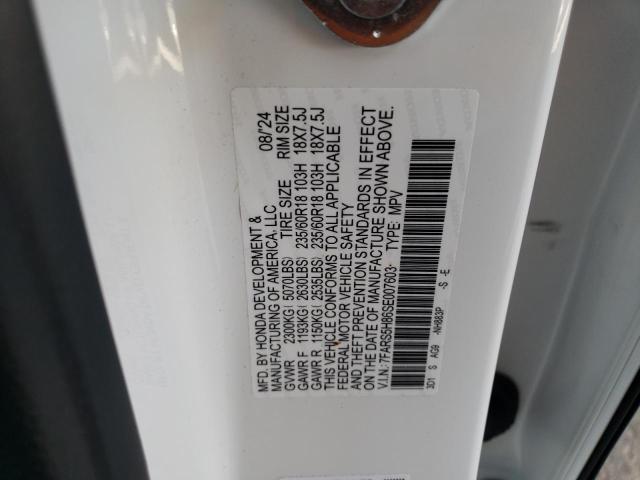 MFD. BY HONDA DEVELOPMENT & 08/'24
MANUFACTURING OF AMERICA, LLC
TIRE SIZE RIM SIZE
GVWR 2300KG ( 5070LBS)
GAWR F 1193KG ( 2630LBS) 235/60R18 103H 18X7.5J
GAWR R 1150KG ( 2535LBS) 235/60R18 103H 18X7.5J
THIS VEHICLE CONFORMS TO ALL APPLICABLE
FEDERAL MOTOR VEHICLE SAFETY
AND THEFT PREVENTION STANDARDS IN EFFECT
ON THE DATE OF MANUFACTURE SHOWN ABOVE.
V.I.N.: 7FARS5H86SE007603· TYPE: MPV
3D1 S AG9 -NH883P -S -E